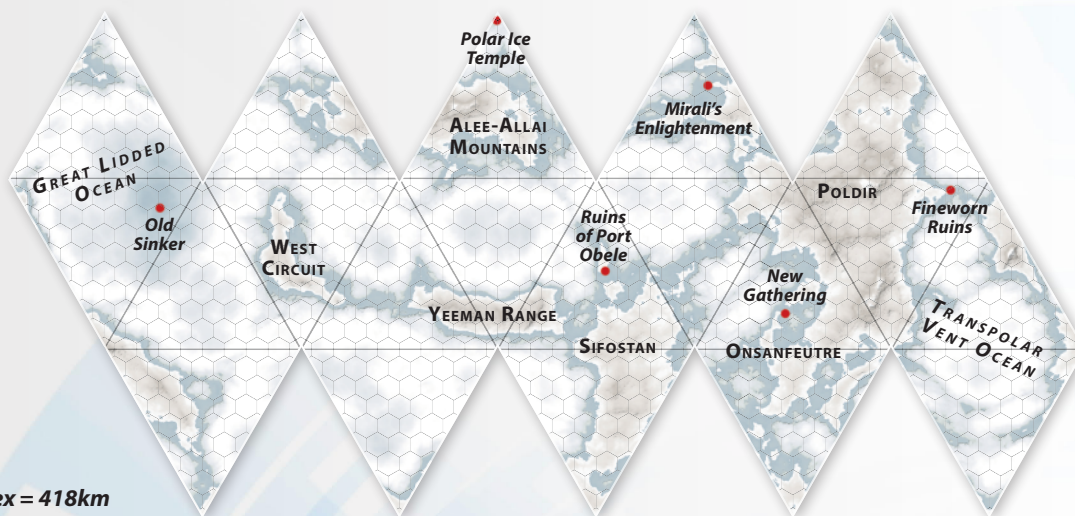 Polar Ice
Temple
Mirali's
Enlightenment
Alee-Allai
Mountains
Great Lidded
Ocean
Poldir
Old
Sinker
Ruins
of Port
Obele
Fineworn
Ruins
West
Circuit
New
Gathering
Yeeman Range
Transpolar
Vent Ocean
Sifostan
Onsanfeutre
= 418km